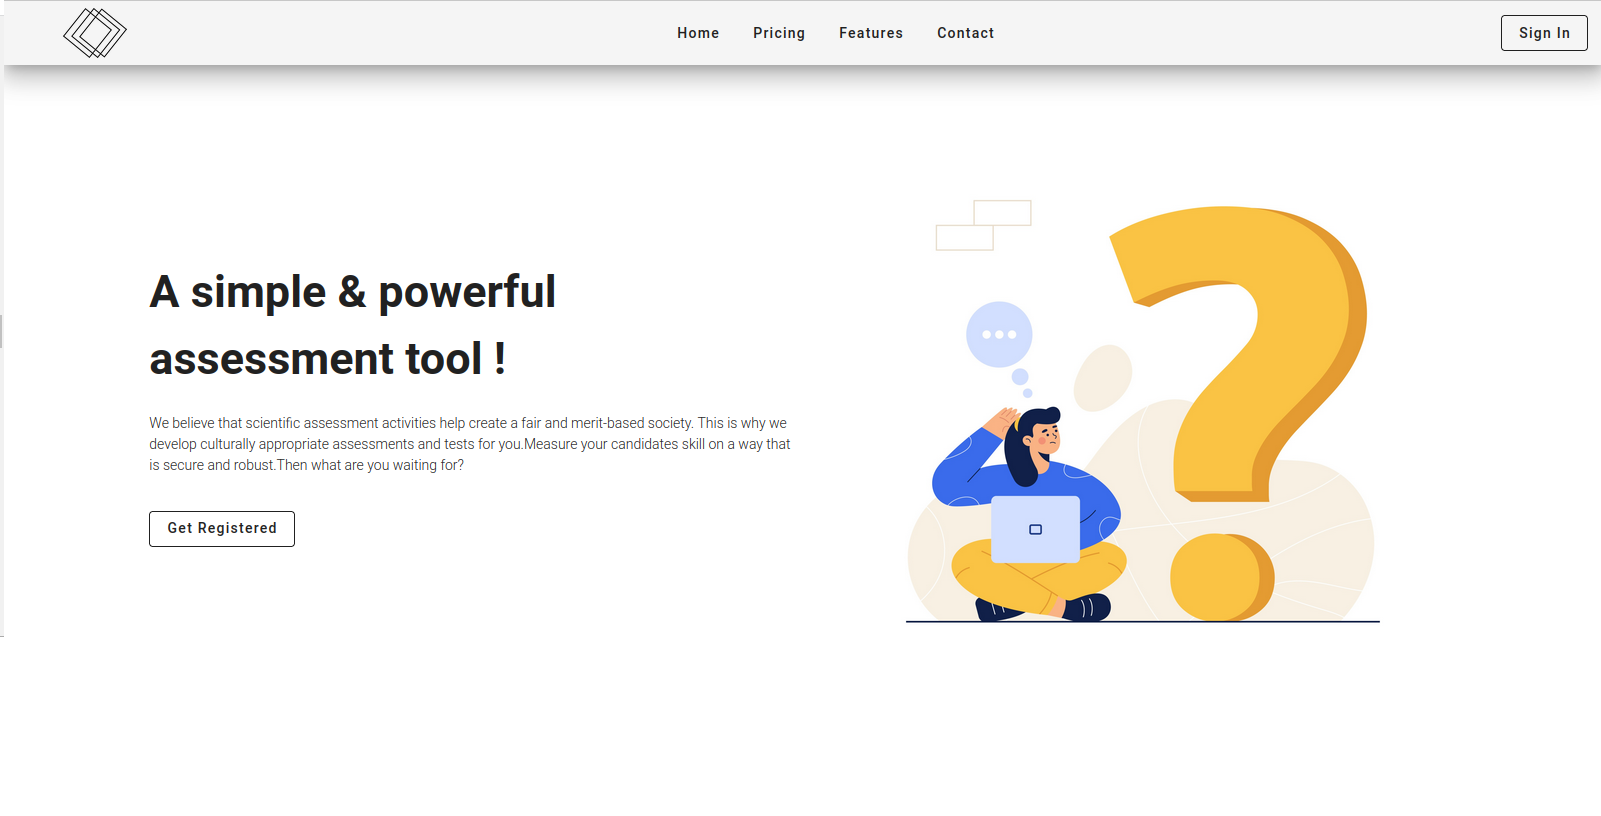 Home Pricing Features Contact Sign In
A simple & powerful
assessment tool !
We believe that scientific assessment activities help create a fair and merit-based society. This is why we
develop culturally appropriate assessments and tests for you.Measure your candidates skill on a way that
is secure and robust.Then what are you waiting for?
Get Registered